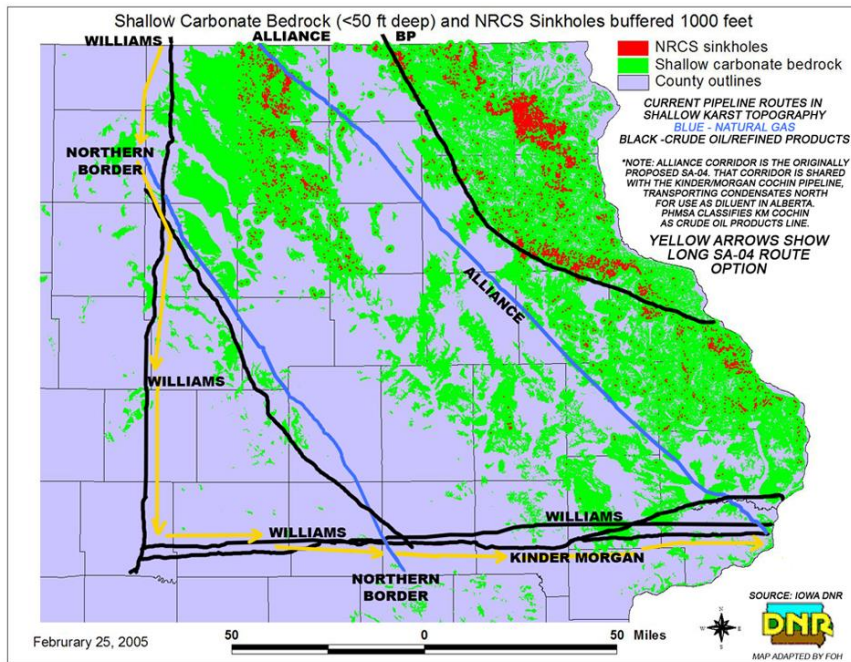 Shallow Carbonate Bedrock (<50 ft deep) and NRCS Sinkholes buffered 1000 feet
WILLIAMS
ALLIANCE
BP
NRCS sinkholes
Shallow carbonate bedrock
County outlines
CURRENT PIPELINE ROUTES IN
SHALLOW KARST TOPOGRAPHY
BLUE - NATURAL GAS
BLACK -CRUDE OIL/REFINED PRODUCTS
*NOTE: ALLIANCE CORRIDOR IS THE ORIGINALLY
PROPOSED SA-04. THAT CORRIDOR IS SHARED
WITH THE KINDER/MORGAN COCHIN PIPELINE,
TRANSPORTING CONDENSATES NORTH
FOR USE AS DILUENT IN ALBERTA.
PHMSA CLASSIFIES KM COCHIN
AS CRUDE OIL PRODUCTS LINE.
YELLOW ARROWS SHOW
LONG SA-04 ROUTE
OPTION
NORTHERN
BORDER
ALLIANCE
WILLIAMS
WILLIAMS
WILLIAMS
KINDER MORGAN
NORTHERN
BORDER
Februrary 25, 2005
50
0
50
Miles
SOURCE: IOWA DNR
DNR
MAP ADAPTED BY FOH